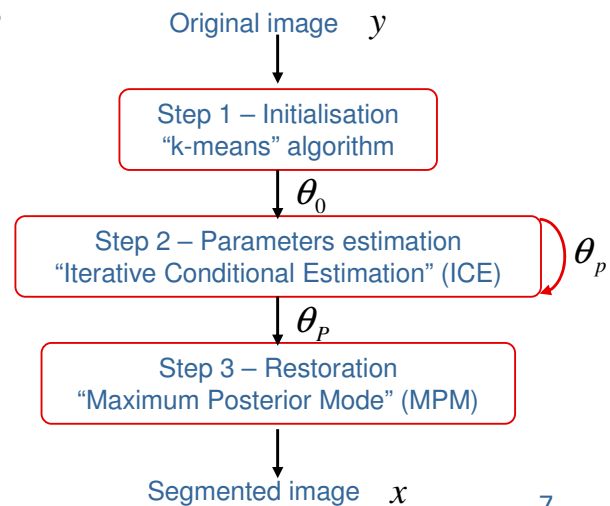 Original image y
Step 1 – Initialisation
“k-means” algorithm
θ₀
Step 2 – Parameters estimation
“Iterative Conditional Estimation” (ICE)
θₚ
θ_P
Step 3 – Restoration
“Maximum Posterior Mode” (MPM)
Segmented image x
7